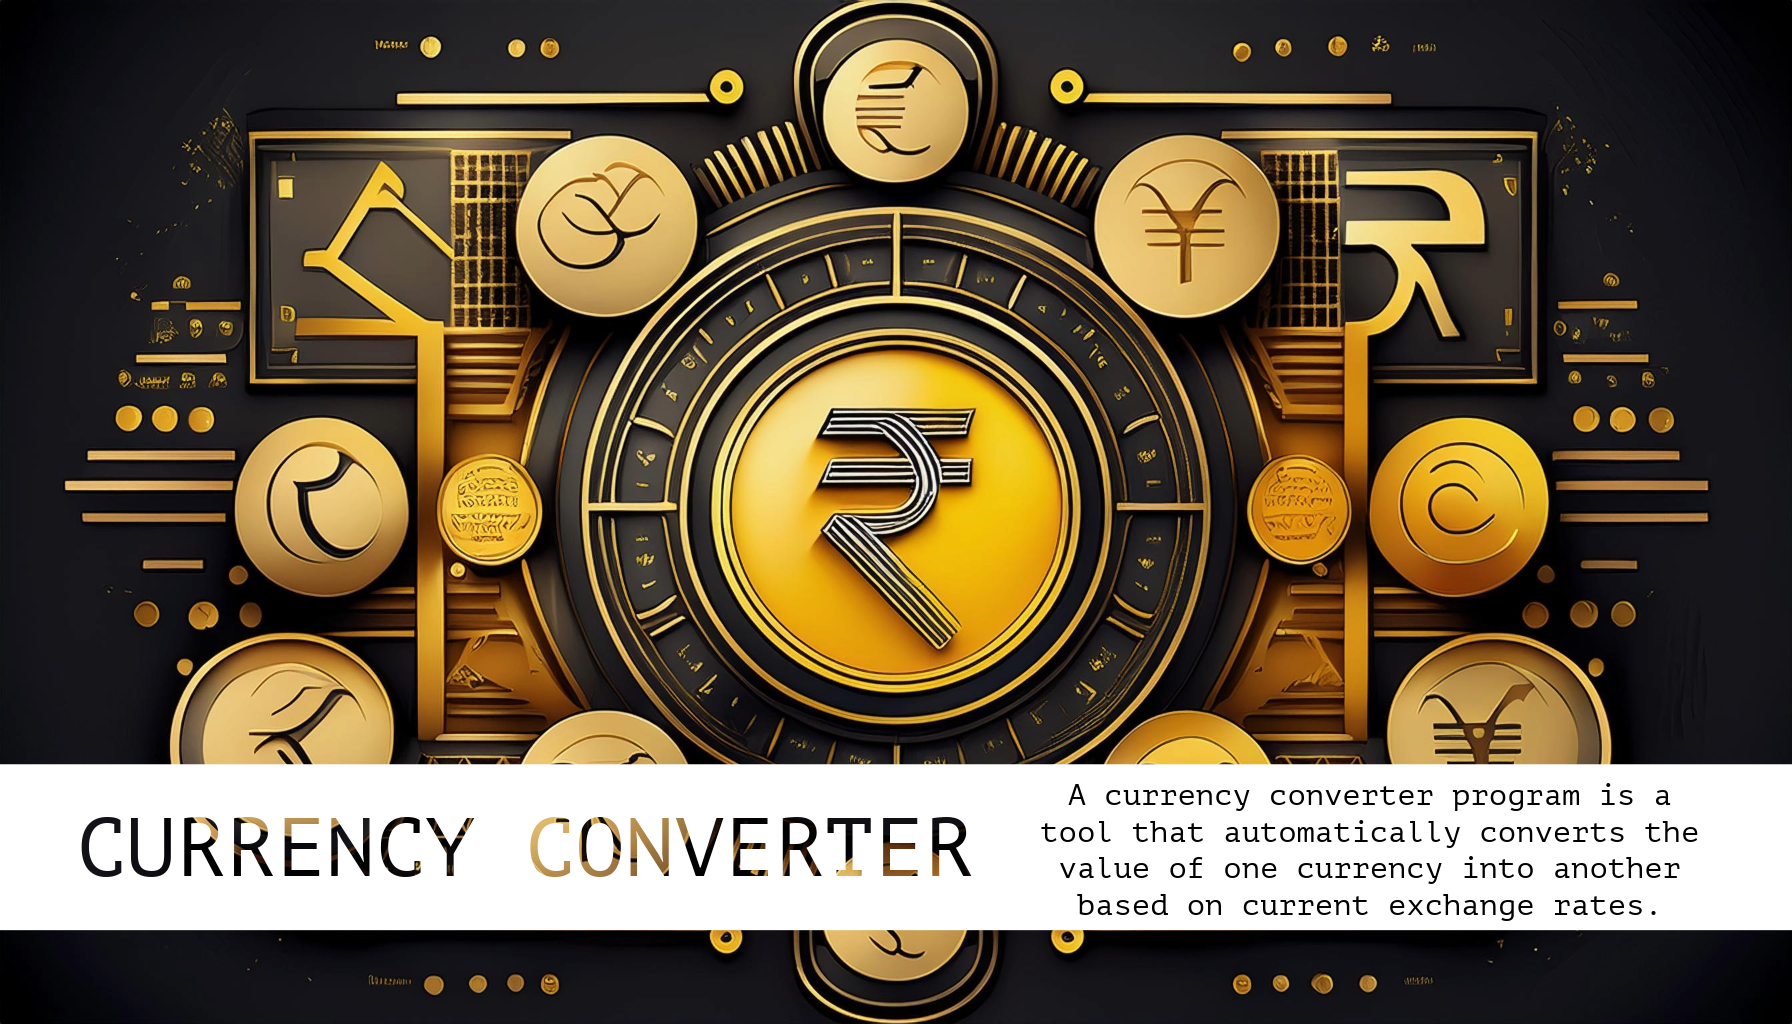 ₹
CURRENCY CONVERTER
A currency converter program is a
tool that automatically converts the
value of one currency into another
based on current exchange rates.